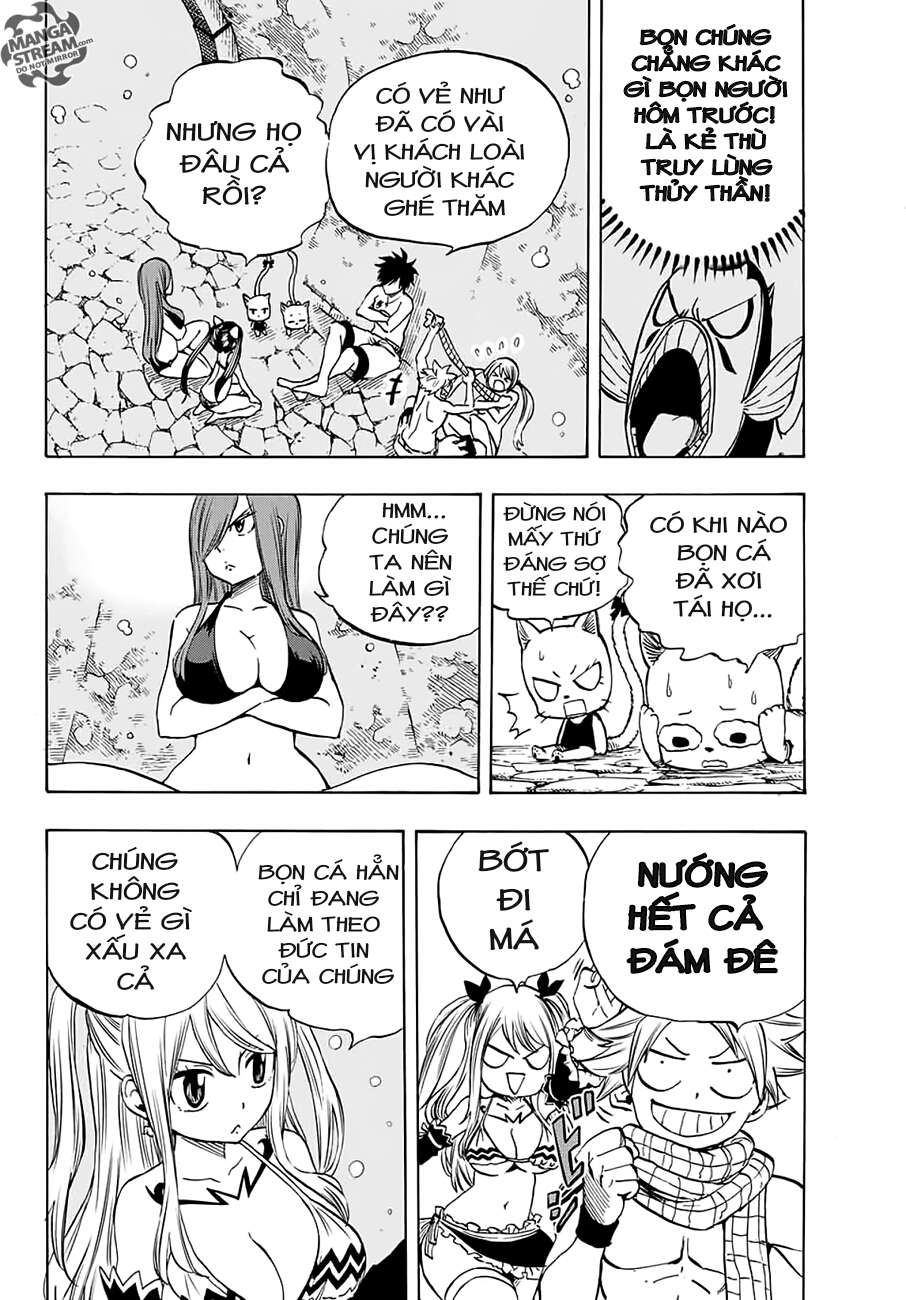 MANGA
STREAM.COM
DO NOT MIRROR.COM
BỌN CHÚNG
CHẲNG KHÁC
GÌ BỌN NGƯỜI
HÔM TRƯỚC!
LÀ KẺ THÙ
TRUY LÙNG
THỦY THẦN!
CÓ VẺ NHƯ
ĐÃ CÓ VÀI
VỊ KHÁCH LOÀI
NGƯỜI KHÁC
GHÉ THĂM
NHƯNG HỌ
ĐÂU CẢ
RỒI?
CÓ KHI NÀO
BỌN CÁ
ĐÃ XƠI
TÁI HỌ...
ĐỪNG NÓI
MẤY THỨ
ĐÁNG SỢ
THẾ CHỨ!
HMM...
CHÚNG
TA NÊN
LÀM GÌ
ĐÂY??
NƯỚNG
HẾT CẢ
ĐÁM ĐÊ
BỚT
ĐI
MÁ
ビシ
BỌN CÁ HẲN
CHỈ ĐANG
LÀM THEO
ĐỨC TIN
CỦA CHÚNG
CHÚNG
KHÔNG
CÓ VẺ GÌ
XẤU XA
CẢ